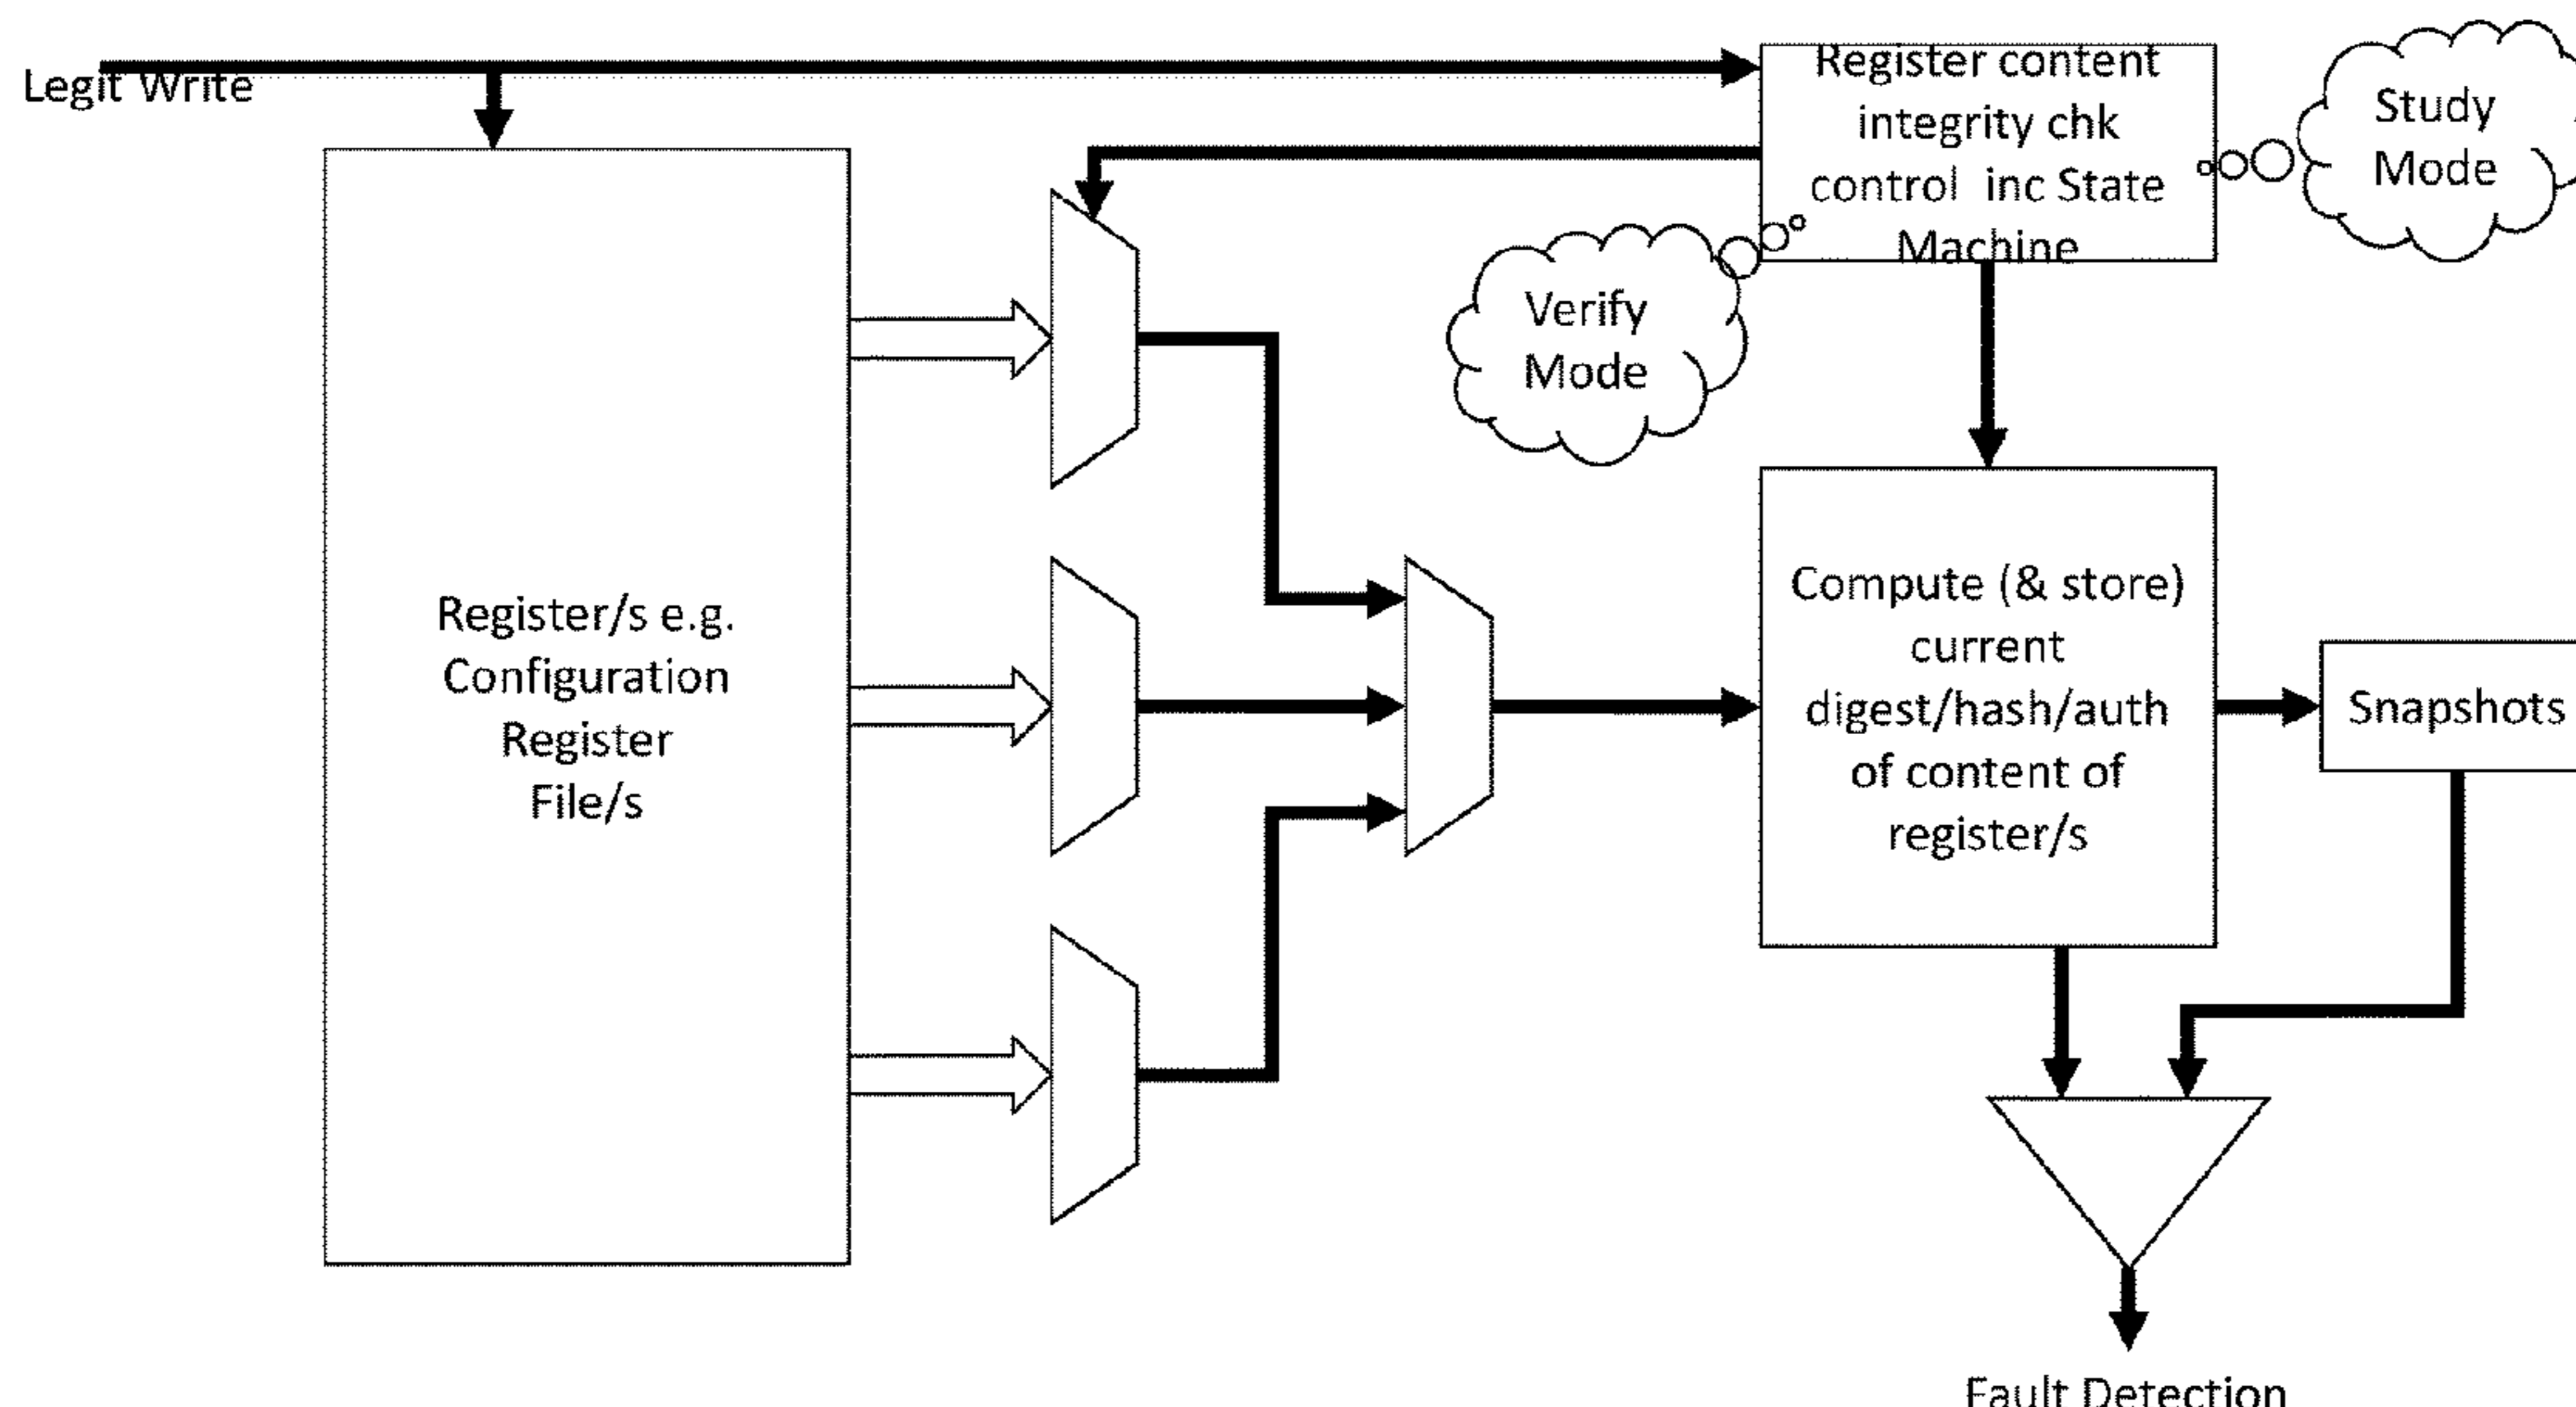 Legit Write
Register content
integrity chk
control inc State
Machine
Study
Mode
Verify
Mode
Register/s e.g.
Configuration
Register
File/s
Compute (& store)
current
digest/hash/auth
of content of
register/s
Snapshots
Fault Detection